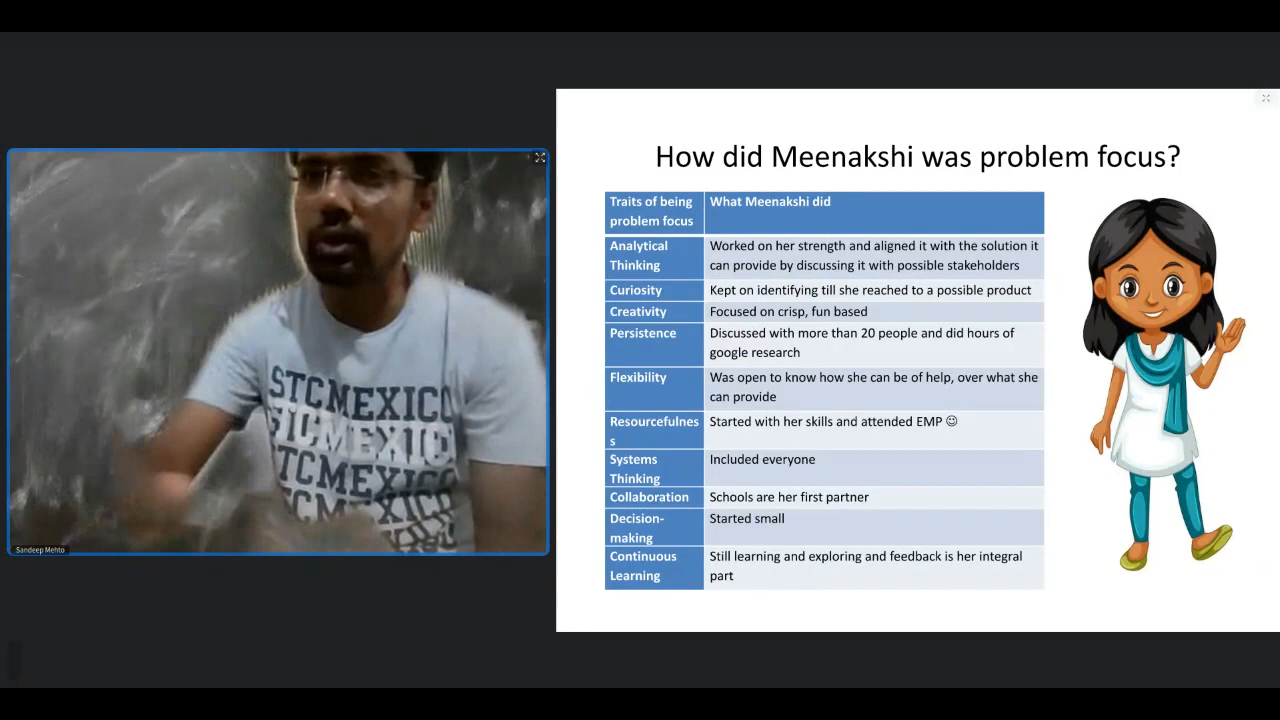 STCMEXICO
STCMEXICO
STCMEXICO
STCMEXICO
Sandeep Mehto
How did Meenakshi was problem focus?
Traits of being
problem focus
What Meenakshi did
Analytical
Thinking
Worked on her strength and aligned it with the solution it
can provide by discussing it with possible stakeholders
Curiosity
Kept on identifying till she reached to a possible product
Creativity
Focused on crisp, fun based
Persistence
Discussed with more than 20 people and did hours of
google research
Flexibility
Was open to know how she can be of help, over what she
can provide
Resourcefulnes
s
Started with her skills and attended EMP ☺
Systems
Thinking
Included everyone
Collaboration
Schools are her first partner
Decision-
making
Started small
Continuous
Learning
Still learning and exploring and feedback is her integral
part